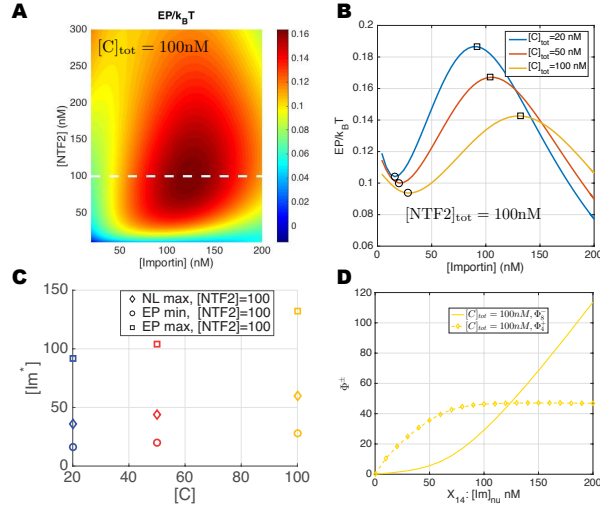 A
EP/k_BT
[C]_tot = 100nM
[NTF2] (nM)
300
250
200
150
100
50
50
100
150
200
[Importin] (nM)
0.16
0.14
0.12
0.1
0.08
0.06
0.04
0.02
0
B
EP/k_BT
0.2
0.18
0.16
0.14
0.12
0.1
0.08
0.06
[C]_tot=20 nM
[C]_tot=50 nM
[C]_tot=100 nM
[NTF2]_tot = 100nM
0
50
100
150
200
[Importin] (nM)
C
[Im*]
150
100
50
0
NL max, [NTF2]=100
EP min, [NTF2]=100
EP max, [NTF2]=100
20
40
60
80
100
[C]
D
Φ^±
120
100
80
60
40
20
0
[C]_tot = 100nM, Φ_8^-
[C]_tot = 100nM, Φ_4^+
0
50
100
150
200
X_14: [Im]_nu nM